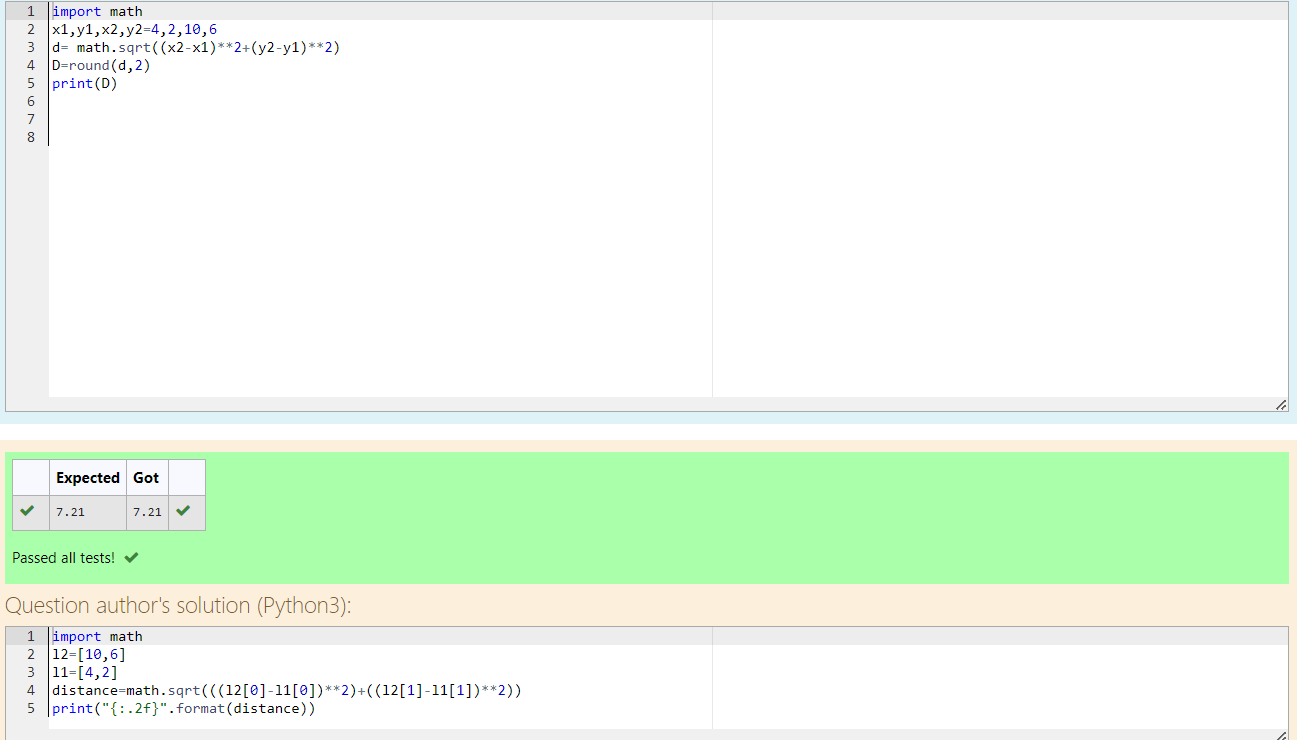 1 import math
2 x1,y1,x2,y2=4,2,10,6
3 d= math.sqrt((x2-x1)**2+(y2-y1)**2)
4 D=round(d,2)
5 print(D)
6
7
8
Expected Got
7.21 7.21
Passed all tests!
Question author's solution (Python3):
1 import math
2 l2=[10,6]
3 l1=[4,2]
4 distance=math.sqrt(((l2[0]-l1[0])**2)+((l2[1]-l1[1])**2))
5 print("{:.2f}".format(distance))